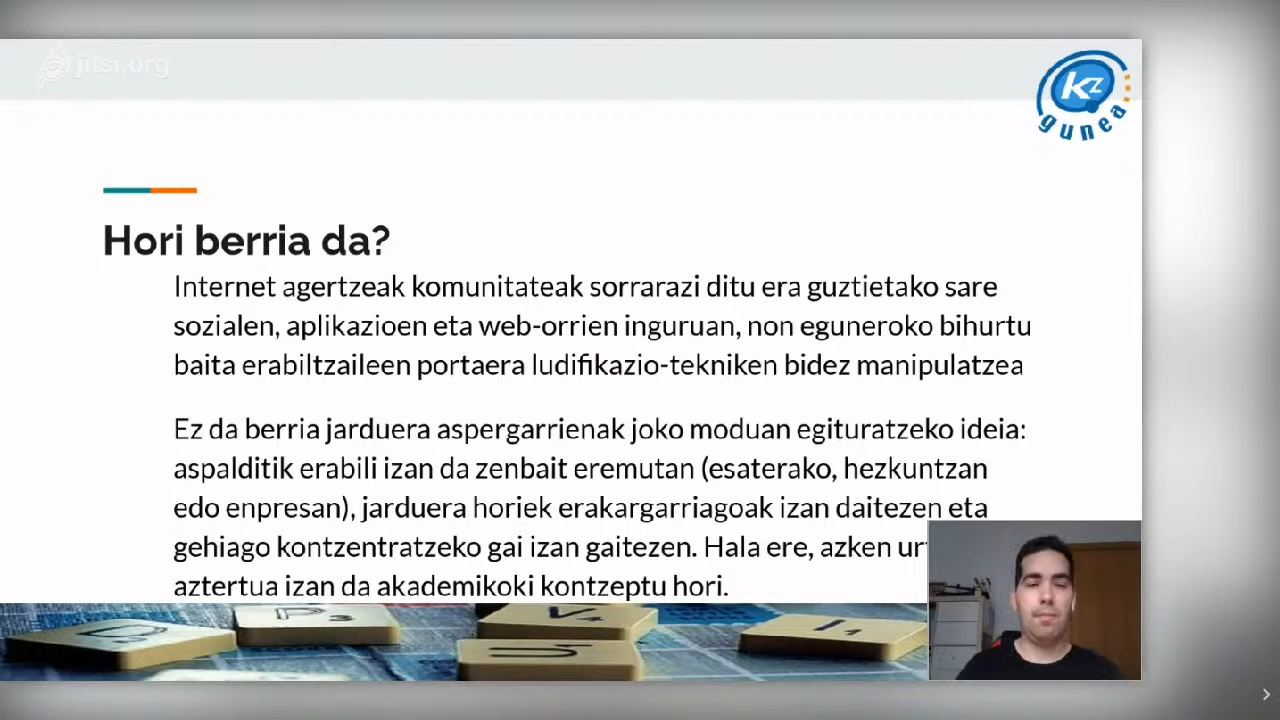 jitsi.org
kz
gunea
Hori berria da?
Internet agertzeak komunitateak sorrarazi ditu era guztietako sare
sozialen, aplikazioen eta web-orrien inguruan, non eguneroko bihurtu
baita erabiltzaileen portaera ludifikazio-tekniken bidez manipulatzea
Ez da berria jarduera aspergarrienak joko moduan egituratzeko ideia:
aspalditik erabili izan da zenbait eremutan (esaterako, hezkuntzan
edo enpresan), jarduera horiek erakargarriagoak izan daitezen eta
gehiago kontzentratzeko gai izan gaitezen. Hala ere, azken
aztertua izan da akademikoki kontzeptu hori.
D P3 V4 I1
U